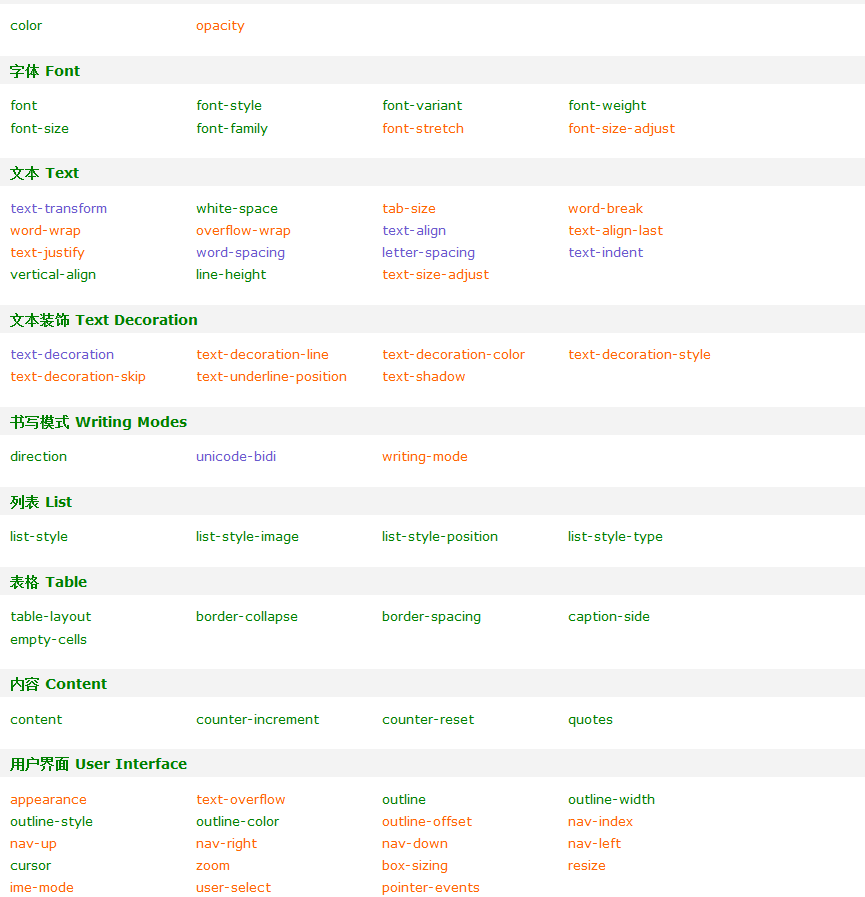 color opacity
字体 Font
font font-style font-variant font-weight
font-size font-family font-stretch font-size-adjust
文本 Text
text-transform white-space tab-size word-break
word-wrap overflow-wrap text-align text-align-last
text-justify word-spacing letter-spacing text-indent
vertical-align line-height text-size-adjust
文本装饰 Text Decoration
text-decoration text-decoration-line text-decoration-color text-decoration-style
text-decoration-skip text-underline-position text-shadow
书写模式 Writing Modes
direction unicode-bidi writing-mode
列表 List
list-style list-style-image list-style-position list-style-type
表格 Table
table-layout border-collapse border-spacing caption-side
empty-cells
内容 Content
content counter-increment counter-reset quotes
用户界面 User Interface
appearance text-overflow outline outline-width
outline-style outline-color outline-offset nav-index
nav-up nav-right nav-down nav-left
cursor zoom box-sizing resize
ime-mode user-select pointer-events